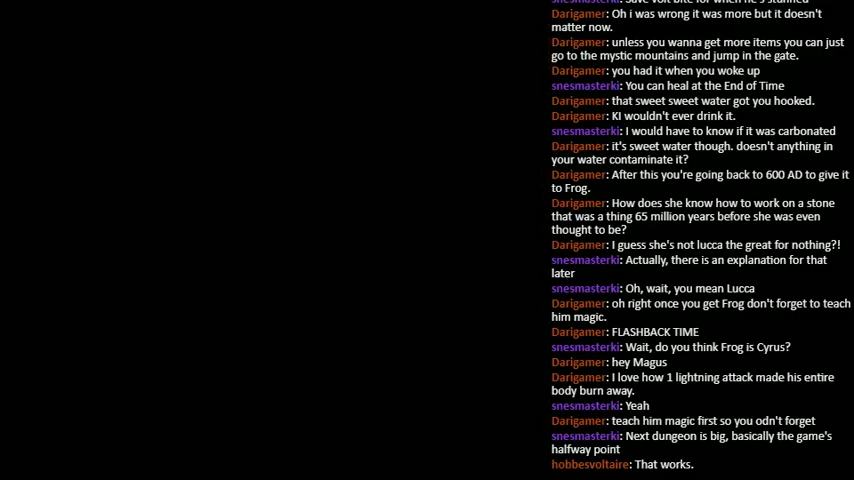 snesmasterki: Save volt bite for when he's stunned
Darigamer: Oh i was wrong it was more but it doesn't
matter now.
Darigamer: unless you wanna get more items you can just
go to the mystic mountains and jump in the gate.
Darigamer: you had it when you woke up
snesmasterki: You can heal at the End of Time
Darigamer: that sweet sweet water got you hooked.
Darigamer: KI wouldn't ever drink it.
snesmasterki: I would have to know if it was carbonated
Darigamer: it's sweet water though. doesn't anything in
your water contaminate it?
Darigamer: After this you're going back to 600 AD to give it
to Frog.
Darigamer: How does she know how to work on a stone
that was a thing 65 million years before she was even
thought to be?
Darigamer: I guess she's not lucca the great for nothing?!
snesmasterki: Actually, there is an explanation for that
later
snesmasterki: Oh, wait, you mean Lucca
Darigamer: oh right once you get Frog don't forget to teach
him magic.
Darigamer: FLASHBACK TIME
snesmasterki: Wait, do you think Frog is Cyrus?
Darigamer: hey Magus
Darigamer: I love how 1 lightning attack made his entire
body burn away.
snesmasterki: Yeah
Darigamer: teach him magic first so you odn't forget
snesmasterki: Next dungeon is big, basically the game's
halfway point
hobbesvoltaire: That works.